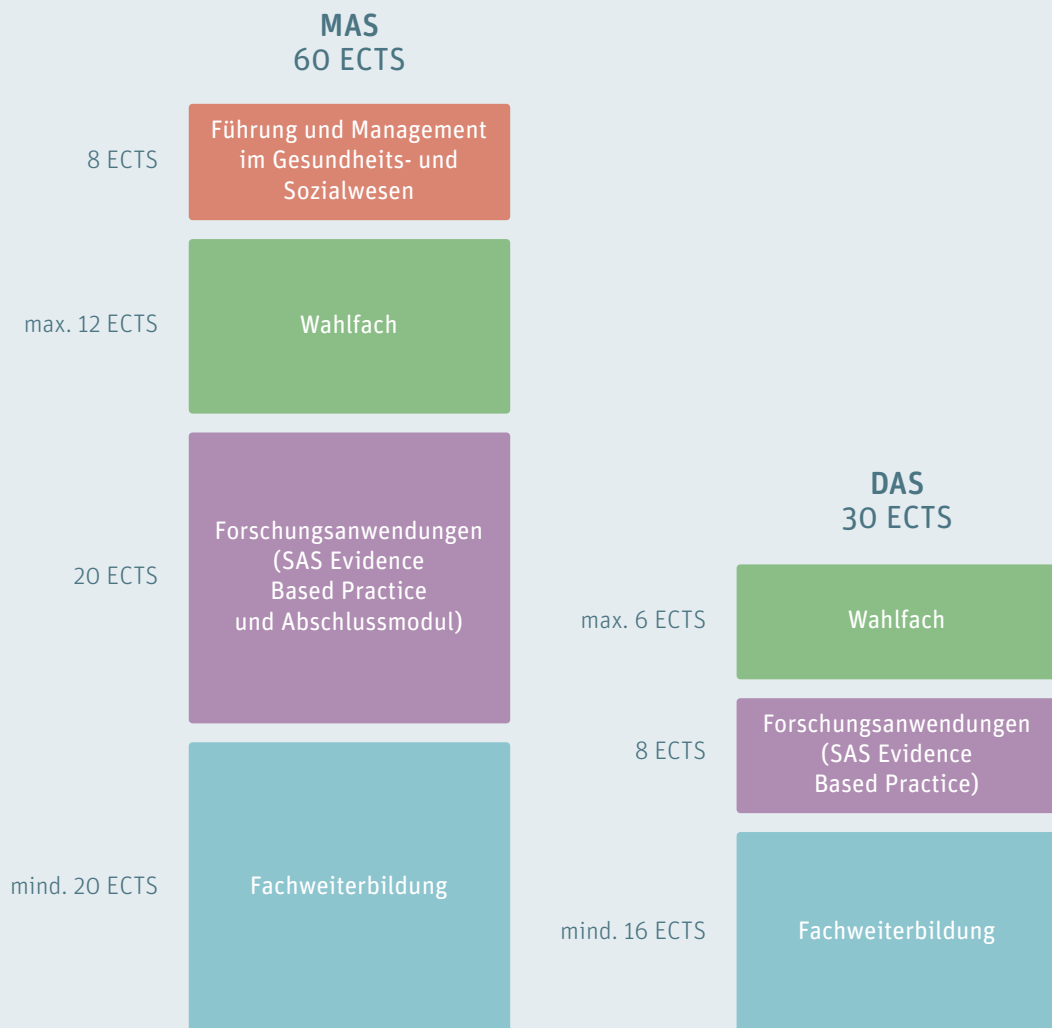 MAS
60 ECTS
8 ECTS
Führung und Management
im Gesundheits- und
Sozialwesen
max. 12 ECTS
Wahlfach
20 ECTS
Forschungsanwendungen
(SAS Evidence
Based Practice
und Abschlussmodul)
mind. 20 ECTS
Fachweiterbildung
DAS
30 ECTS
max. 6 ECTS
Wahlfach
8 ECTS
Forschungsanwendungen
(SAS Evidence
Based Practice)
mind. 16 ECTS
Fachweiterbildung